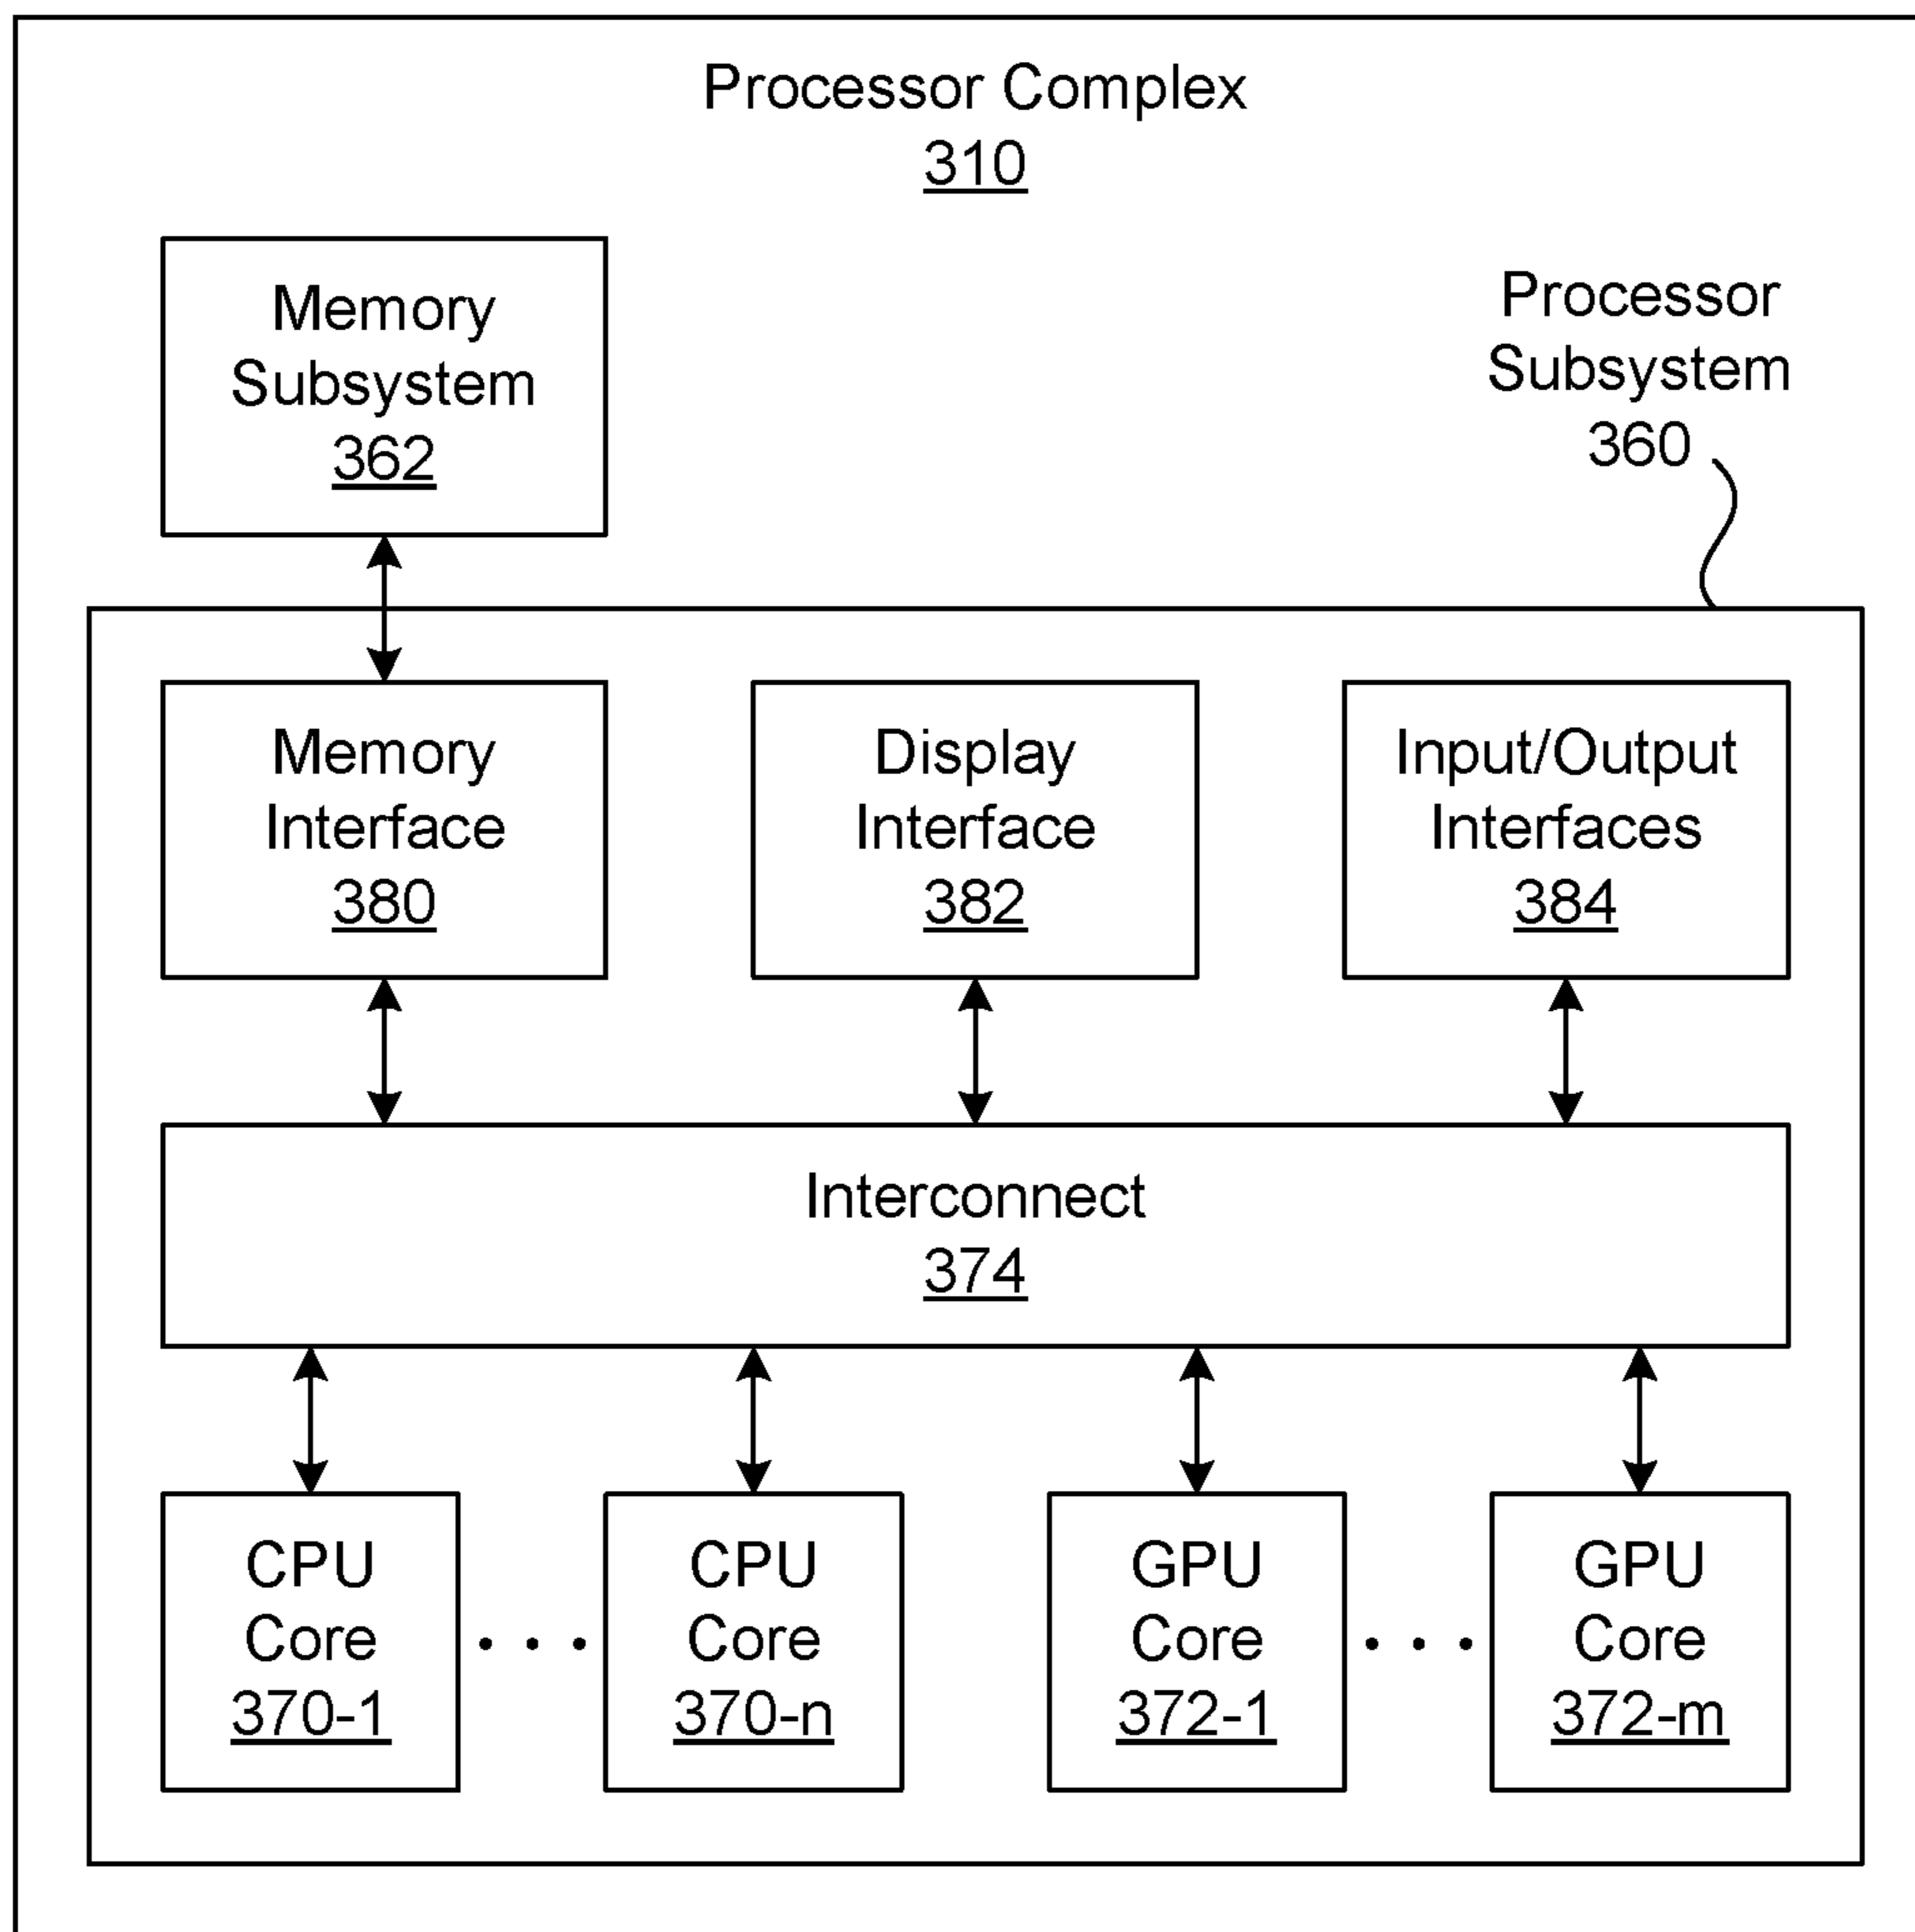 Processor Complex
310
Memory
Subsystem
362
Processor
Subsystem
360
Memory
Interface
380
Display
Interface
382
Input/Output
Interfaces
384
Interconnect
374
CPU
Core
370-1
CPU
Core
370-n
GPU
Core
372-1
GPU
Core
372-m